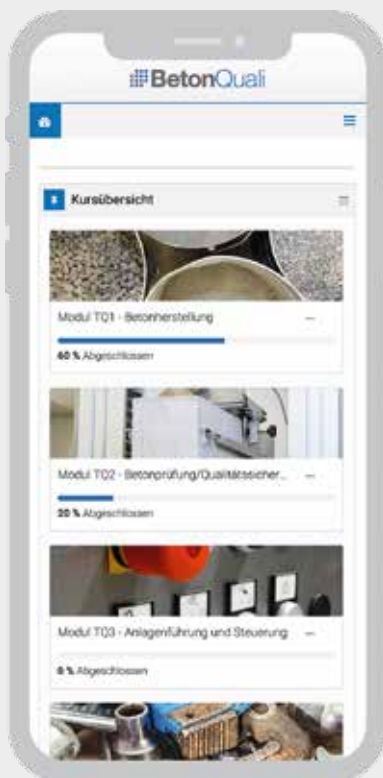 BetonQuali
Kursübersicht
Modul TQ1 - Betonherstellung
60 % Abgeschlossen
Modul TQ2 - Betonprüfung/Qualitätssicher...
20 % Abgeschlossen
Modul TQ3 - Anlagenführung und Steuerung
0 % Abgeschlossen